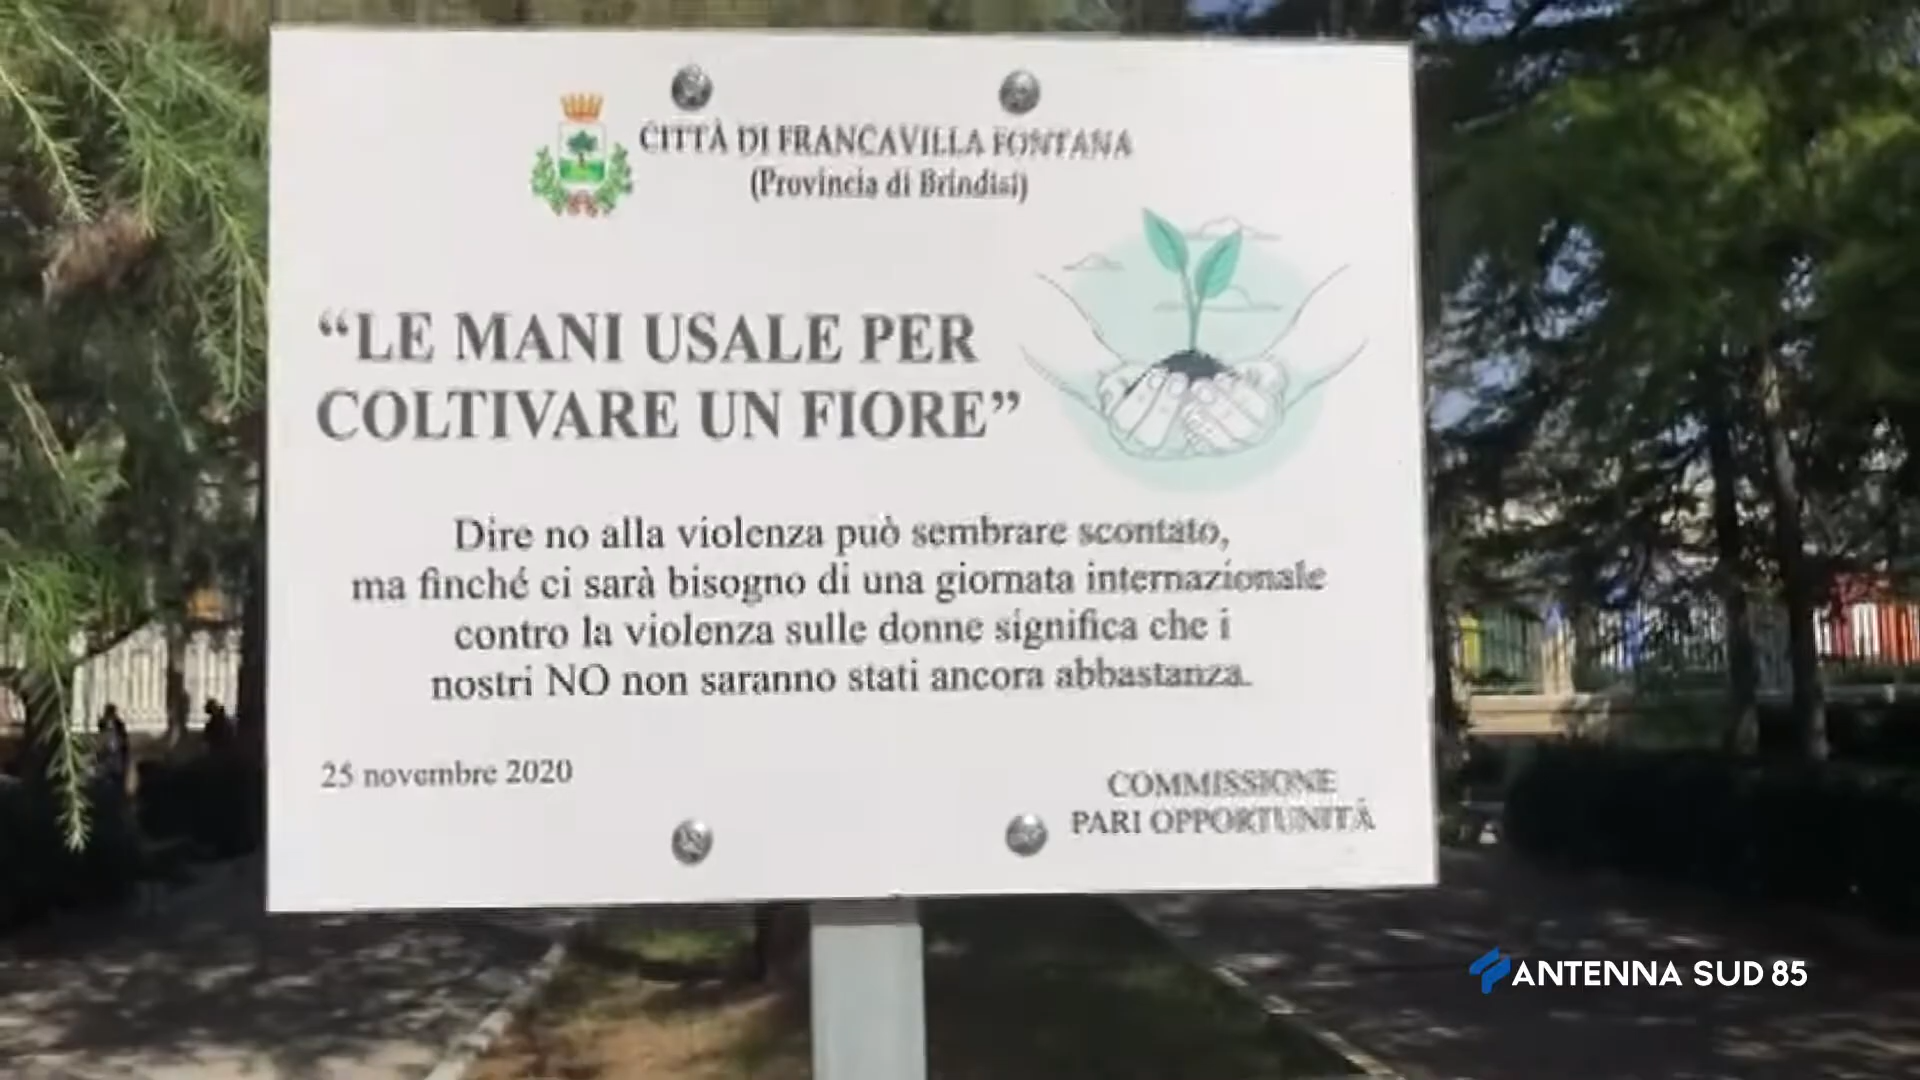 CITTÀ DI FRANCAVILLA FONTANA
(Provincia di Brindisi)
“LE MANI USALE PER
COLTIVARE UN FIORE”
Dire no alla violenza può sembrare scontato,
ma finché ci sarà bisogno di una giornata internazionale
contro la violenza sulle donne significa che i
nostri NO non saranno stati ancora abbastanza.
25 novembre 2020
COMMISSIONE
PARI OPPORTUNITÀ
ANTENNA SUD 85